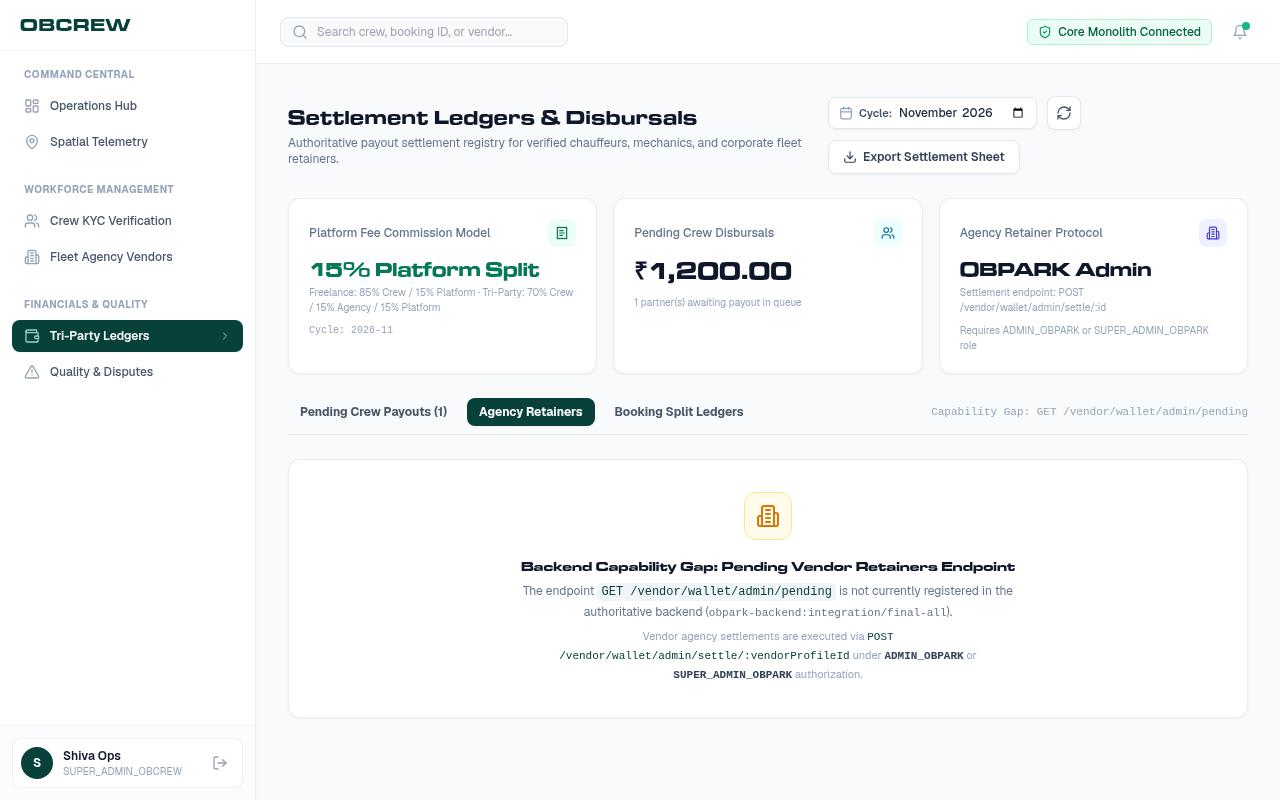 OBCREW
Search crew, booking ID, or vendor...
Core Monolith Connected
COMMAND CENTRAL
Operations Hub
Spatial Telemetry
WORKFORCE MANAGEMENT
Crew KYC Verification
Fleet Agency Vendors
FINANCIALS & QUALITY
Tri-Party Ledgers
Quality & Disputes
Shiva Ops
SUPER_ADMIN_OBCREW
S
Settlement Ledgers & Disbursals
Authoritative payout settlement registry for verified chauffeurs, mechanics, and corporate fleet
retainers.
Cycle: November 2026
Export Settlement Sheet
Platform Fee Commission Model
15% Platform Split
Freelance: 85% Crew / 15% Platform · Tri-Party: 70% Crew
/ 15% Agency / 15% Platform
Cycle: 2026-11
Pending Crew Disbursals
₹1,200.00
1 partner(s) awaiting payout in queue
Agency Retainer Protocol
OBPARK Admin
Settlement endpoint: POST
/vendor/wallet/admin/settle/:id
Requires ADMIN_OBPARK or SUPER_ADMIN_OBPARK
role
Pending Crew Payouts (1)
Agency Retainers
Booking Split Ledgers
Capability Gap: GET /vendor/wallet/admin/pending
Backend Capability Gap: Pending Vendor Retainers Endpoint
The endpoint GET /vendor/wallet/admin/pending is not currently registered in the
authoritative backend (obpark-backend:integration/final-all).
Vendor agency settlements are executed via POST
/vendor/wallet/admin/settle/:vendorProfileId under ADMIN_OBPARK or
SUPER_ADMIN_OBPARK authorization.